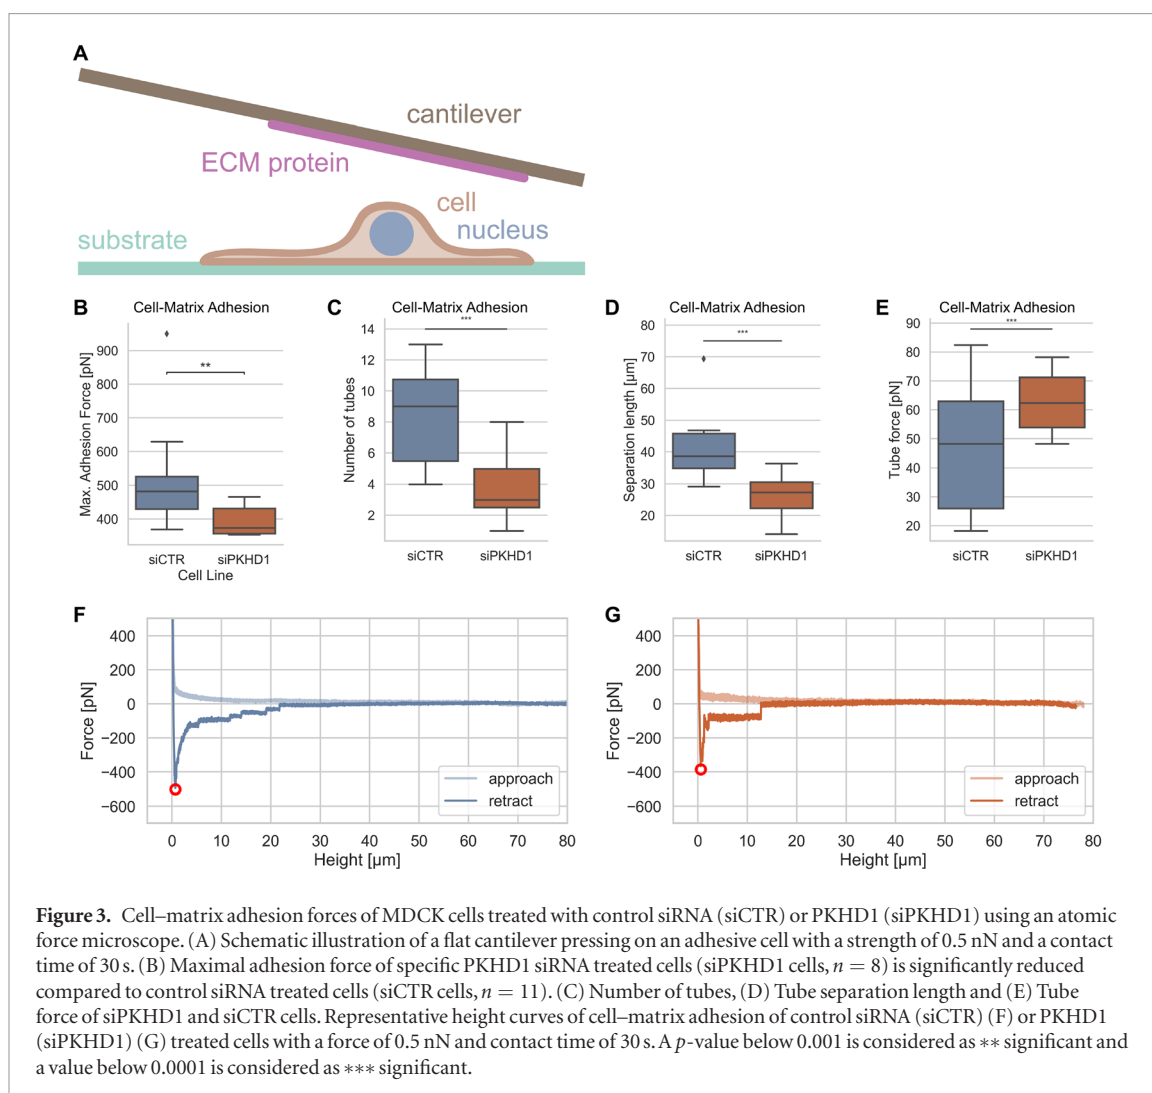 A
cantilever
ECM protein
cell
nucleus
substrate
B
Cell-Matrix Adhesion
Max. Adhesion Force [pN]
900
800
700
600
500
400
**
siCTR
siPKHD1
Cell Line
C
Cell-Matrix Adhesion
Number of tubes
14
12
10
8
6
4
2
***
siCTR
siPKHD1
D
Cell-Matrix Adhesion
Separation length [µm]
80
70
60
50
40
30
20
***
siCTR
siPKHD1
E
Cell-Matrix Adhesion
Tube force [pN]
90
80
70
60
50
40
30
20
***
siCTR
siPKHD1
F
Force [pN]
400
200
0
−200
−400
−600
approach
retract
0 10 20 30 40 50 60 70 80
Height [µm]
G
Force [pN]
400
200
0
−200
−400
−600
approach
retract
0 10 20 30 40 50 60 70 80
Height [µm]
Figure 3. Cell–matrix adhesion forces of MDCK cells treated with control siRNA (siCTR) or PKHD1 (siPKHD1) using an atomic
force microscope. (A) Schematic illustration of a flat cantilever pressing on an adhesive cell with a strength of 0.5 nN and a contact
time of 30 s. (B) Maximal adhesion force of specific PKHD1 siRNA treated cells (siPKHD1 cells, n = 8) is significantly reduced
compared to control siRNA treated cells (siCTR cells, n = 11). (C) Number of tubes, (D) Tube separation length and (E) Tube
force of siPKHD1 and siCTR cells. Representative height curves of cell–matrix adhesion of control siRNA (siCTR) (F) or PKHD1
(siPKHD1) (G) treated cells with a force of 0.5 nN and contact time of 30 s. A p-value below 0.001 is considered as ** significant and
a value below 0.0001 is considered as *** significant.